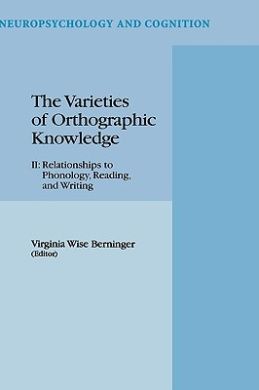 NEUROPSYCHOLOGY AND COGNITION
The Varieties
of Orthographic
Knowledge
II: Relationships to
Phonology, Reading,
and Writing
Virginia Wise Berninger
(Editor)